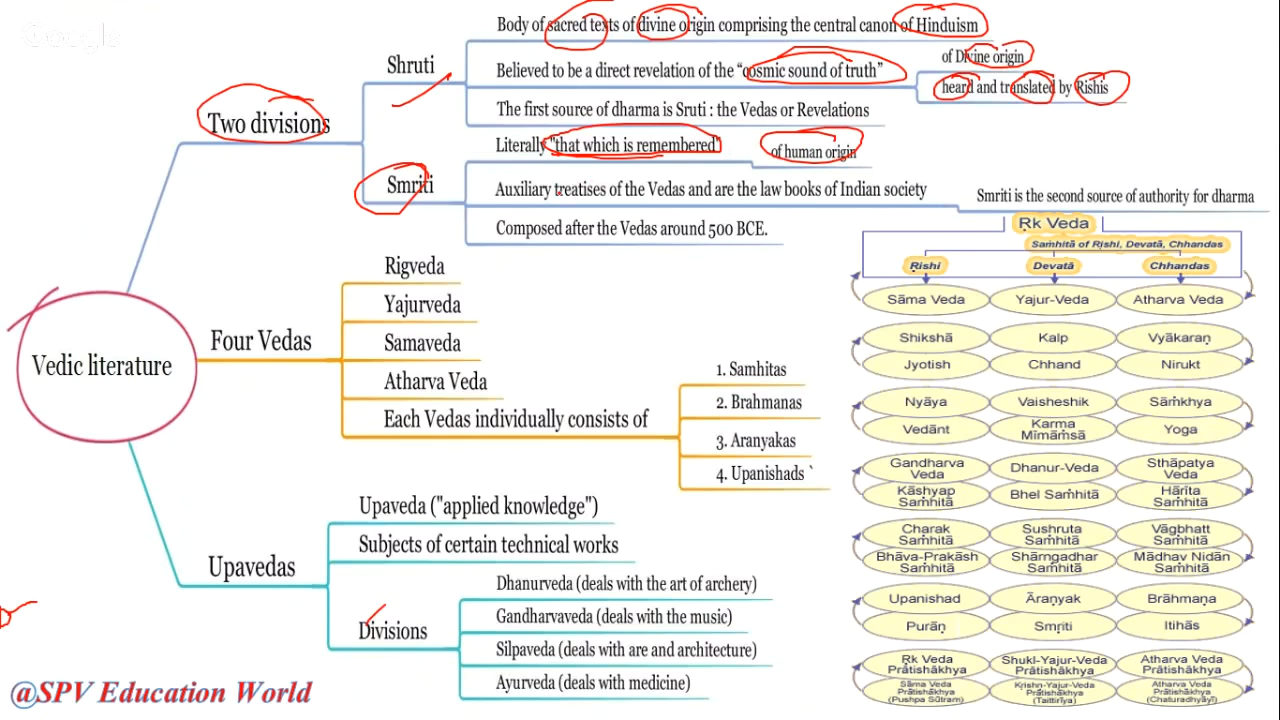 Google
Body of sacred texts of divine origin comprising the central canon of Hinduism
Shruti
Believed to be a direct revelation of the “cosmic sound of truth”
of Divine origin
heard and translated by Rishis
The first source of dharma is Sruti : the Vedas or Revelations
Two divisions
Literally "that which is remembered"
of human origin
Smriti
Auxiliary treatises of the Vedas and are the law books of Indian society
Smriti is the second source of authority for dharma
Composed after the Vedas around 500 BCE.
Vedic literature
Four Vedas
Rigveda
Yajurveda
Samaveda
Atharva Veda
Each Vedas individually consists of
1. Samhitas
2. Brahmanas
3. Aranyakas
4. Upanishads `
Upavedas
Upaveda ("applied knowledge")
Subjects of certain technical works
Divisions
Dhanurveda (deals with the art of archery)
Gandharvaveda (deals with the music)
Silpaveda (deals with are and architecture)
Ayurveda (deals with medicine)
@SPV Education World
Ṛk Veda
Saṁhitā of Ṛishi, Devatā, Chhandas
Ṛishi Devatā Chhandas
Sāma Veda Yajur-Veda Atharva Veda
Shikshā Kalp Vyākaraṇ
Jyotish Chhand Nirukt
Nyāya Vaisheshik Sāṁkhya
Vedānt Karma Mīmāṁsā Yoga
Gandharva Veda Dhanur-Veda Sthāpatya Veda
Kāshyap Saṁhitā Bhel Saṁhitā Hārīta Saṁhitā
Charak Saṁhitā Sushruta Saṁhitā Vāgbhatt Saṁhitā
Bhāva-Prakāsh Saṁhitā Shārngadhar Saṁhitā Mādhav Nidān Saṁhitā
Upanishad Āraṇyak Brāhmaṇa
Purāṇ Smṛiti Itihās
Ṛk Veda Prātishākhya Shukl-Yajur-Veda Prātishākhya Atharva Veda Prātishākhya
Sāma Veda Prātishākhya (Pushpa Sūtram) Kṛishṇ-Yajur-Veda Prātishākhya (Taittirīya) Atharva Veda Prātishākhya (Chaturadhyāyī)